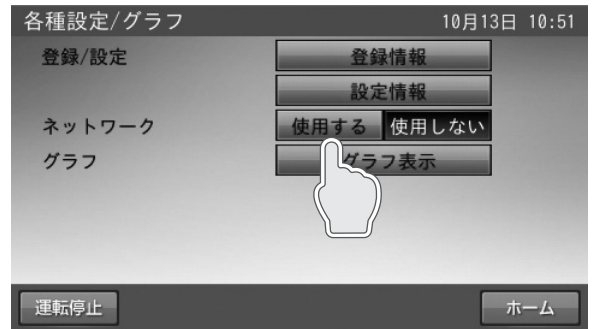 各種設定/グラフ 10月13日 10:51
登録/設定 登録情報
設定情報
ネットワーク 使用する 使用しない
グラフ グラフ表示
運転停止 ホーム